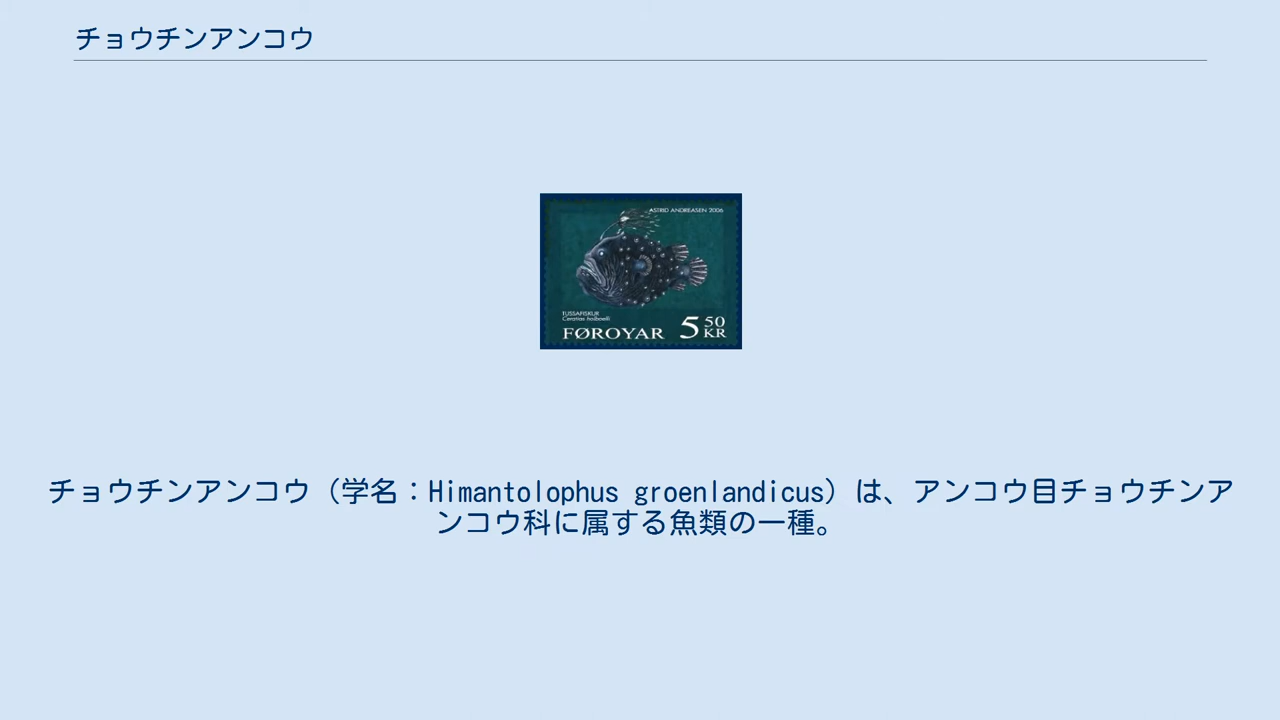 チョウチンアンコウ
ASTRID ANDREASEN 2006
TUSSAFISKUR
Ceratias holboelli
FØROYAR 5 50 KR
チョウチンアンコウ（学名：Himantolophus groenlandicus）は、アンコウ目チョウチンア
ンコウ科に属する魚類の一種。